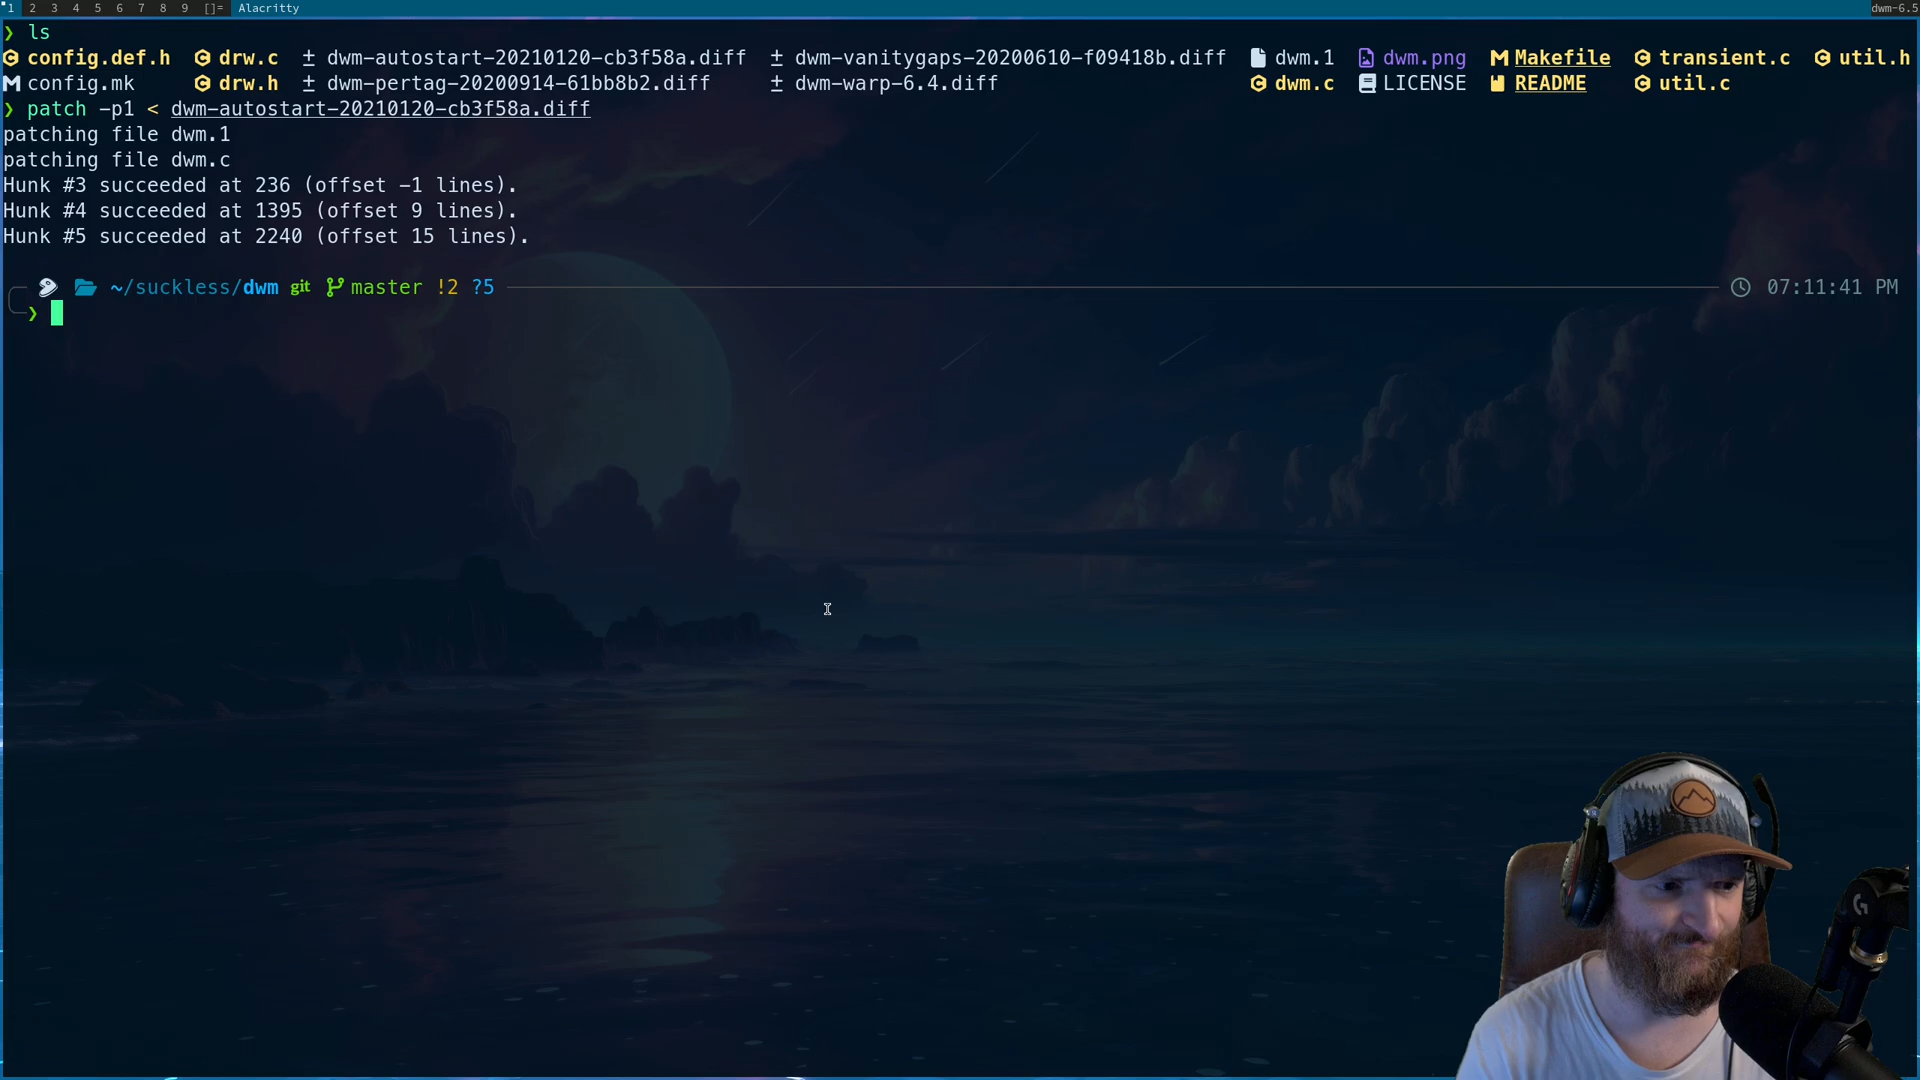 1 2 3 4 5 6 7 8 9 []= Alacritty dwm-6.5
❯ ls
config.def.h drw.c dwm-autostart-20210120-cb3f58a.diff dwm-vanitygaps-20200610-f09418b.diff dwm.1 dwm.png Makefile transient.c util.h
config.mk drw.h dwm-pertag-20200914-61bb8b2.diff dwm-warp-6.4.diff dwm.c LICENSE README util.c
❯ patch -p1 < dwm-autostart-20210120-cb3f58a.diff
patching file dwm.1
patching file dwm.c
Hunk #3 succeeded at 236 (offset -1 lines).
Hunk #4 succeeded at 1395 (offset 9 lines).
Hunk #5 succeeded at 2240 (offset 15 lines).
~/suckless/dwm git master !2 ?5 07:11:41 PM
❯